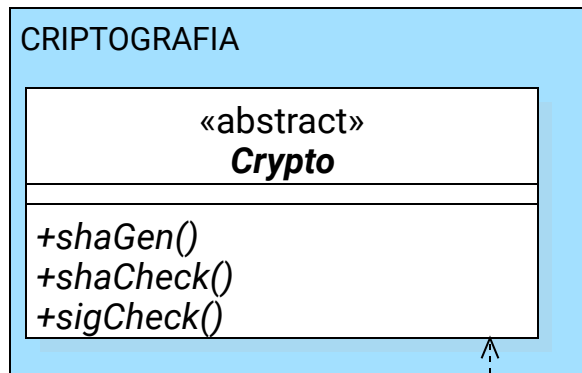 CRIPTOGRAFIA
«abstract»
Crypto
+shaGen()
+shaCheck()
+sigCheck()